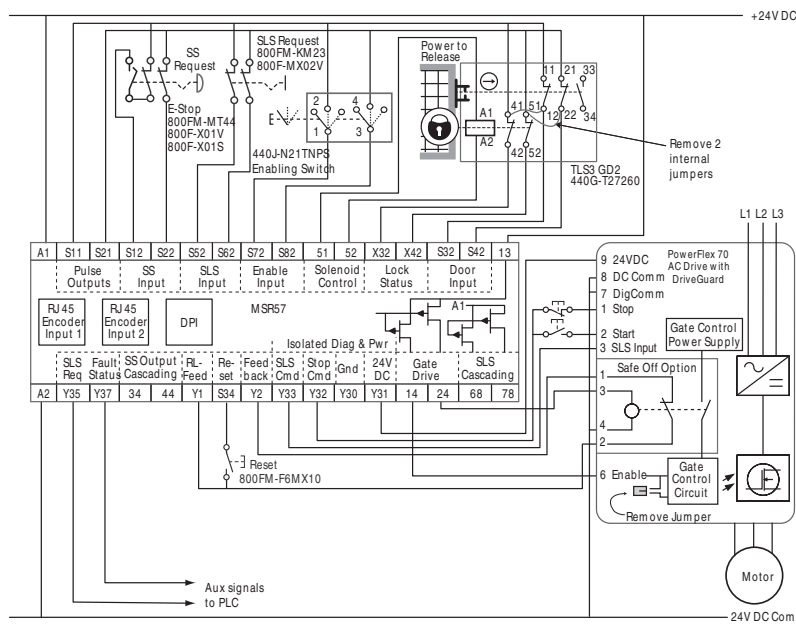 +24V DC
SS
Request
SLS Request
800FM-KM23
800F-MX02V
E-Stop
800FM-MT44
800F-X01V
800F-X01S
2
4
1
3
440J-N21TNPS
Enabling Switch
Power to
Release
11 21 33
A1
A2
41 51
12 22 34
42 52
TLS3 GD2
440G-T27260
Remove 2
internal
jumpers
A1 S11 S21 S12 S22 S52 S62 S72 S82 51 52 X32 X42 S32 S42 13
Pulse
Outputs
SS
Input
SLS
Input
Enable
Input
Solenoid
Control
Lock
Status
Door
Input
RJ45
Encoder
Input 1
RJ45
Encoder
Input 2
DPI
MSR57
A1
Isolated Diag & Pwr
SLS
Req
Fault
Status
SS Output
Cascading
RL-
Feed
Re-
set
Feed
back
SLS
Cmd
Stop
Cmd
Gnd
24V
DC
Gate
Drive
SLS
Cascading
A2 Y35 Y37 34 44 Y1 S34 Y2 Y33 Y32 Y30 Y31 14 24 68 78
Reset
800FM-F6MX10
Aux signals
to PLC
L1 L2 L3
9 24VDC
8 DC Comm
7 DigComm
1 Stop
2 Start
3 SLS Input
PowerFlex 70
AC Drive with
DriveGuard
Gate Control
Power Supply
Safe Off Option
1
3
4
2
6 Enable
Gate
Control
Circuit
Remove Jumper
Motor
24V DC Com